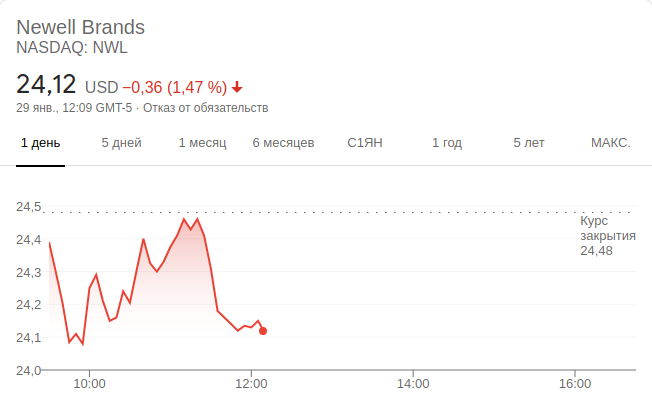 Newell Brands
NASDAQ: NWL
24,12 USD −0,36 (1,47 %)
29 янв., 12:09 GMT-5 · Отказ от обязательств
1 день 5 дней 1 месяц 6 месяцев С1ЯН 1 год 5 лет МАКС.
24,5
24,4
24,3
24,2
24,1
24,0
Курс
закрытия
24,48
10:00 12:00 14:00 16:00